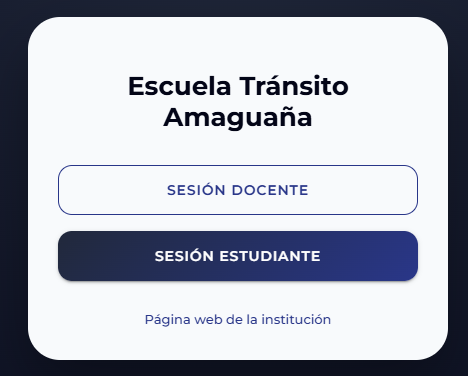 Escuela Tránsito
Amaguaña
SESIÓN DOCENTE
SESIÓN ESTUDIANTE
Página web de la institución